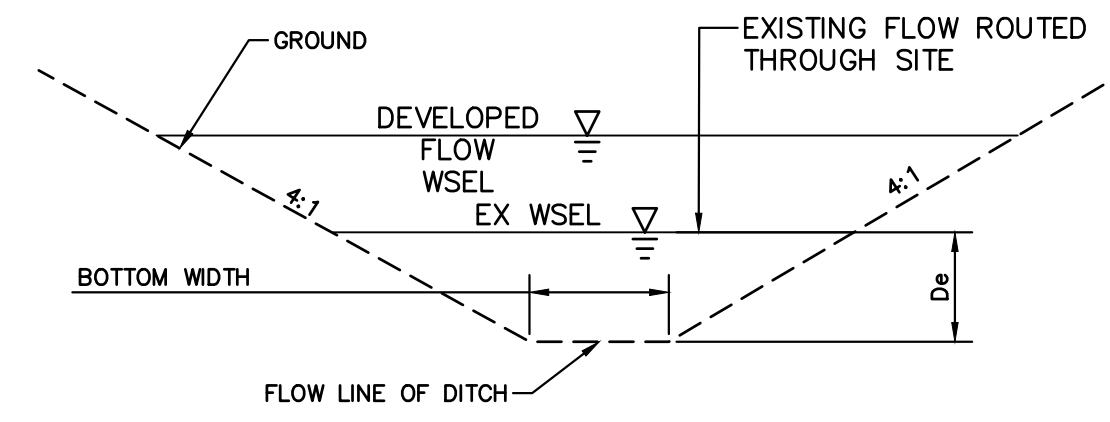 GROUND
EXISTING FLOW ROUTED
THROUGH SITE
DEVELOPED
FLOW
WSEL
4:1
4:1
EX WSEL
BOTTOM WIDTH
De
FLOW LINE OF DITCH